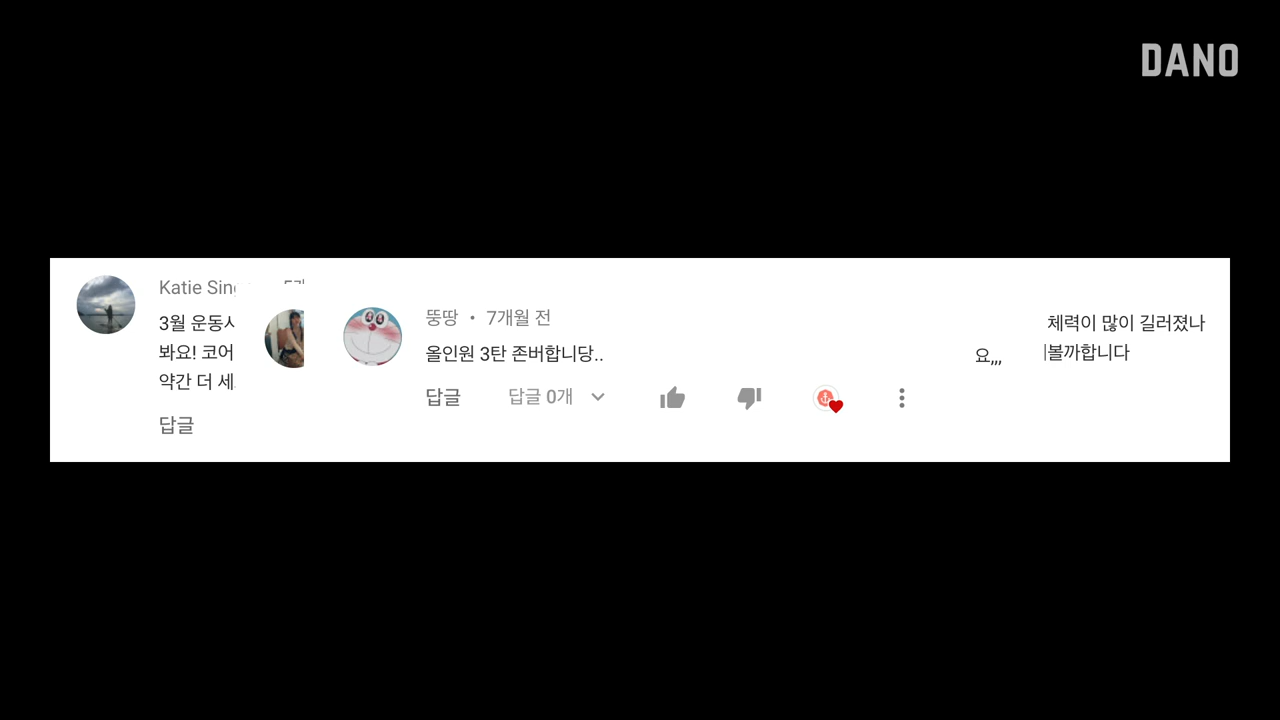 DANO
Katie Sin
3월 운동
봐요! 코어
약간 더 세
답글
뚱땅 • 7개월 전
올인원 3탄 존버합니당..
답글 답글 0개
요,,,
체력이 많이 길러졌나
볼까합니다